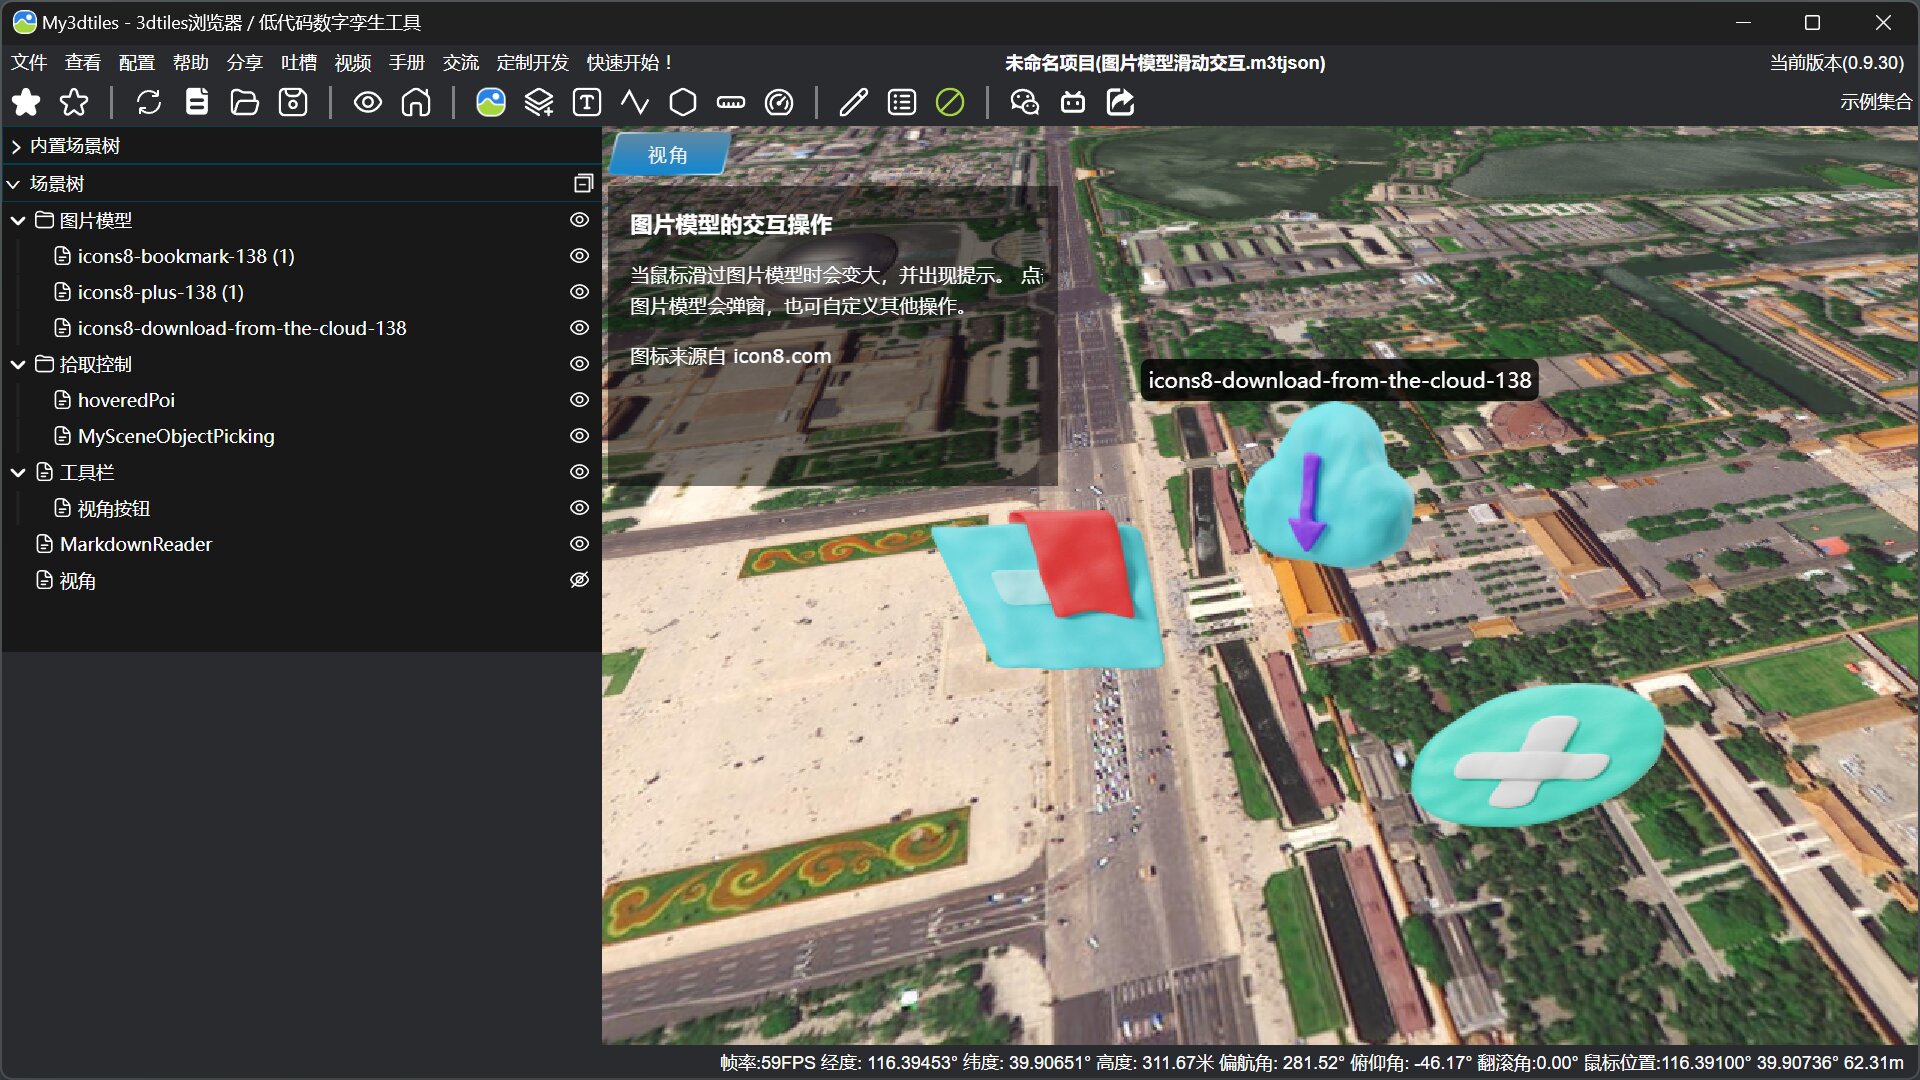 My3dtiles - 3dtiles浏览器 / 低代码数字孪生工具
文件 查看 配置 帮助 分享 吐槽 视频 手册 交流 定制开发 快速开始！
未命名项目(图片模型滑动交互.m3tjson)
当前版本(0.9.30)
示例集合
内置场景树
场景树
图片模型
icons8-bookmark-138 (1)
icons8-plus-138 (1)
icons8-download-from-the-cloud-138
拾取控制
hoveredPoi
MySceneObjectPicking
工具栏
视角按钮
MarkdownReader
视角
视角
图片模型的交互操作
当鼠标滑过图片模型时会变大，并出现提示。 点
图片模型会弹窗，也可自定义其他操作。
图标来源自 icon8.com
icons8-download-from-the-cloud-138
帧率:59FPS 经度: 116.39453° 纬度: 39.90651° 高度: 311.67米 偏航角: 281.52° 俯仰角: -46.17° 翻滚角:0.00° 鼠标位置:116.39100° 39.90736° 62.31m